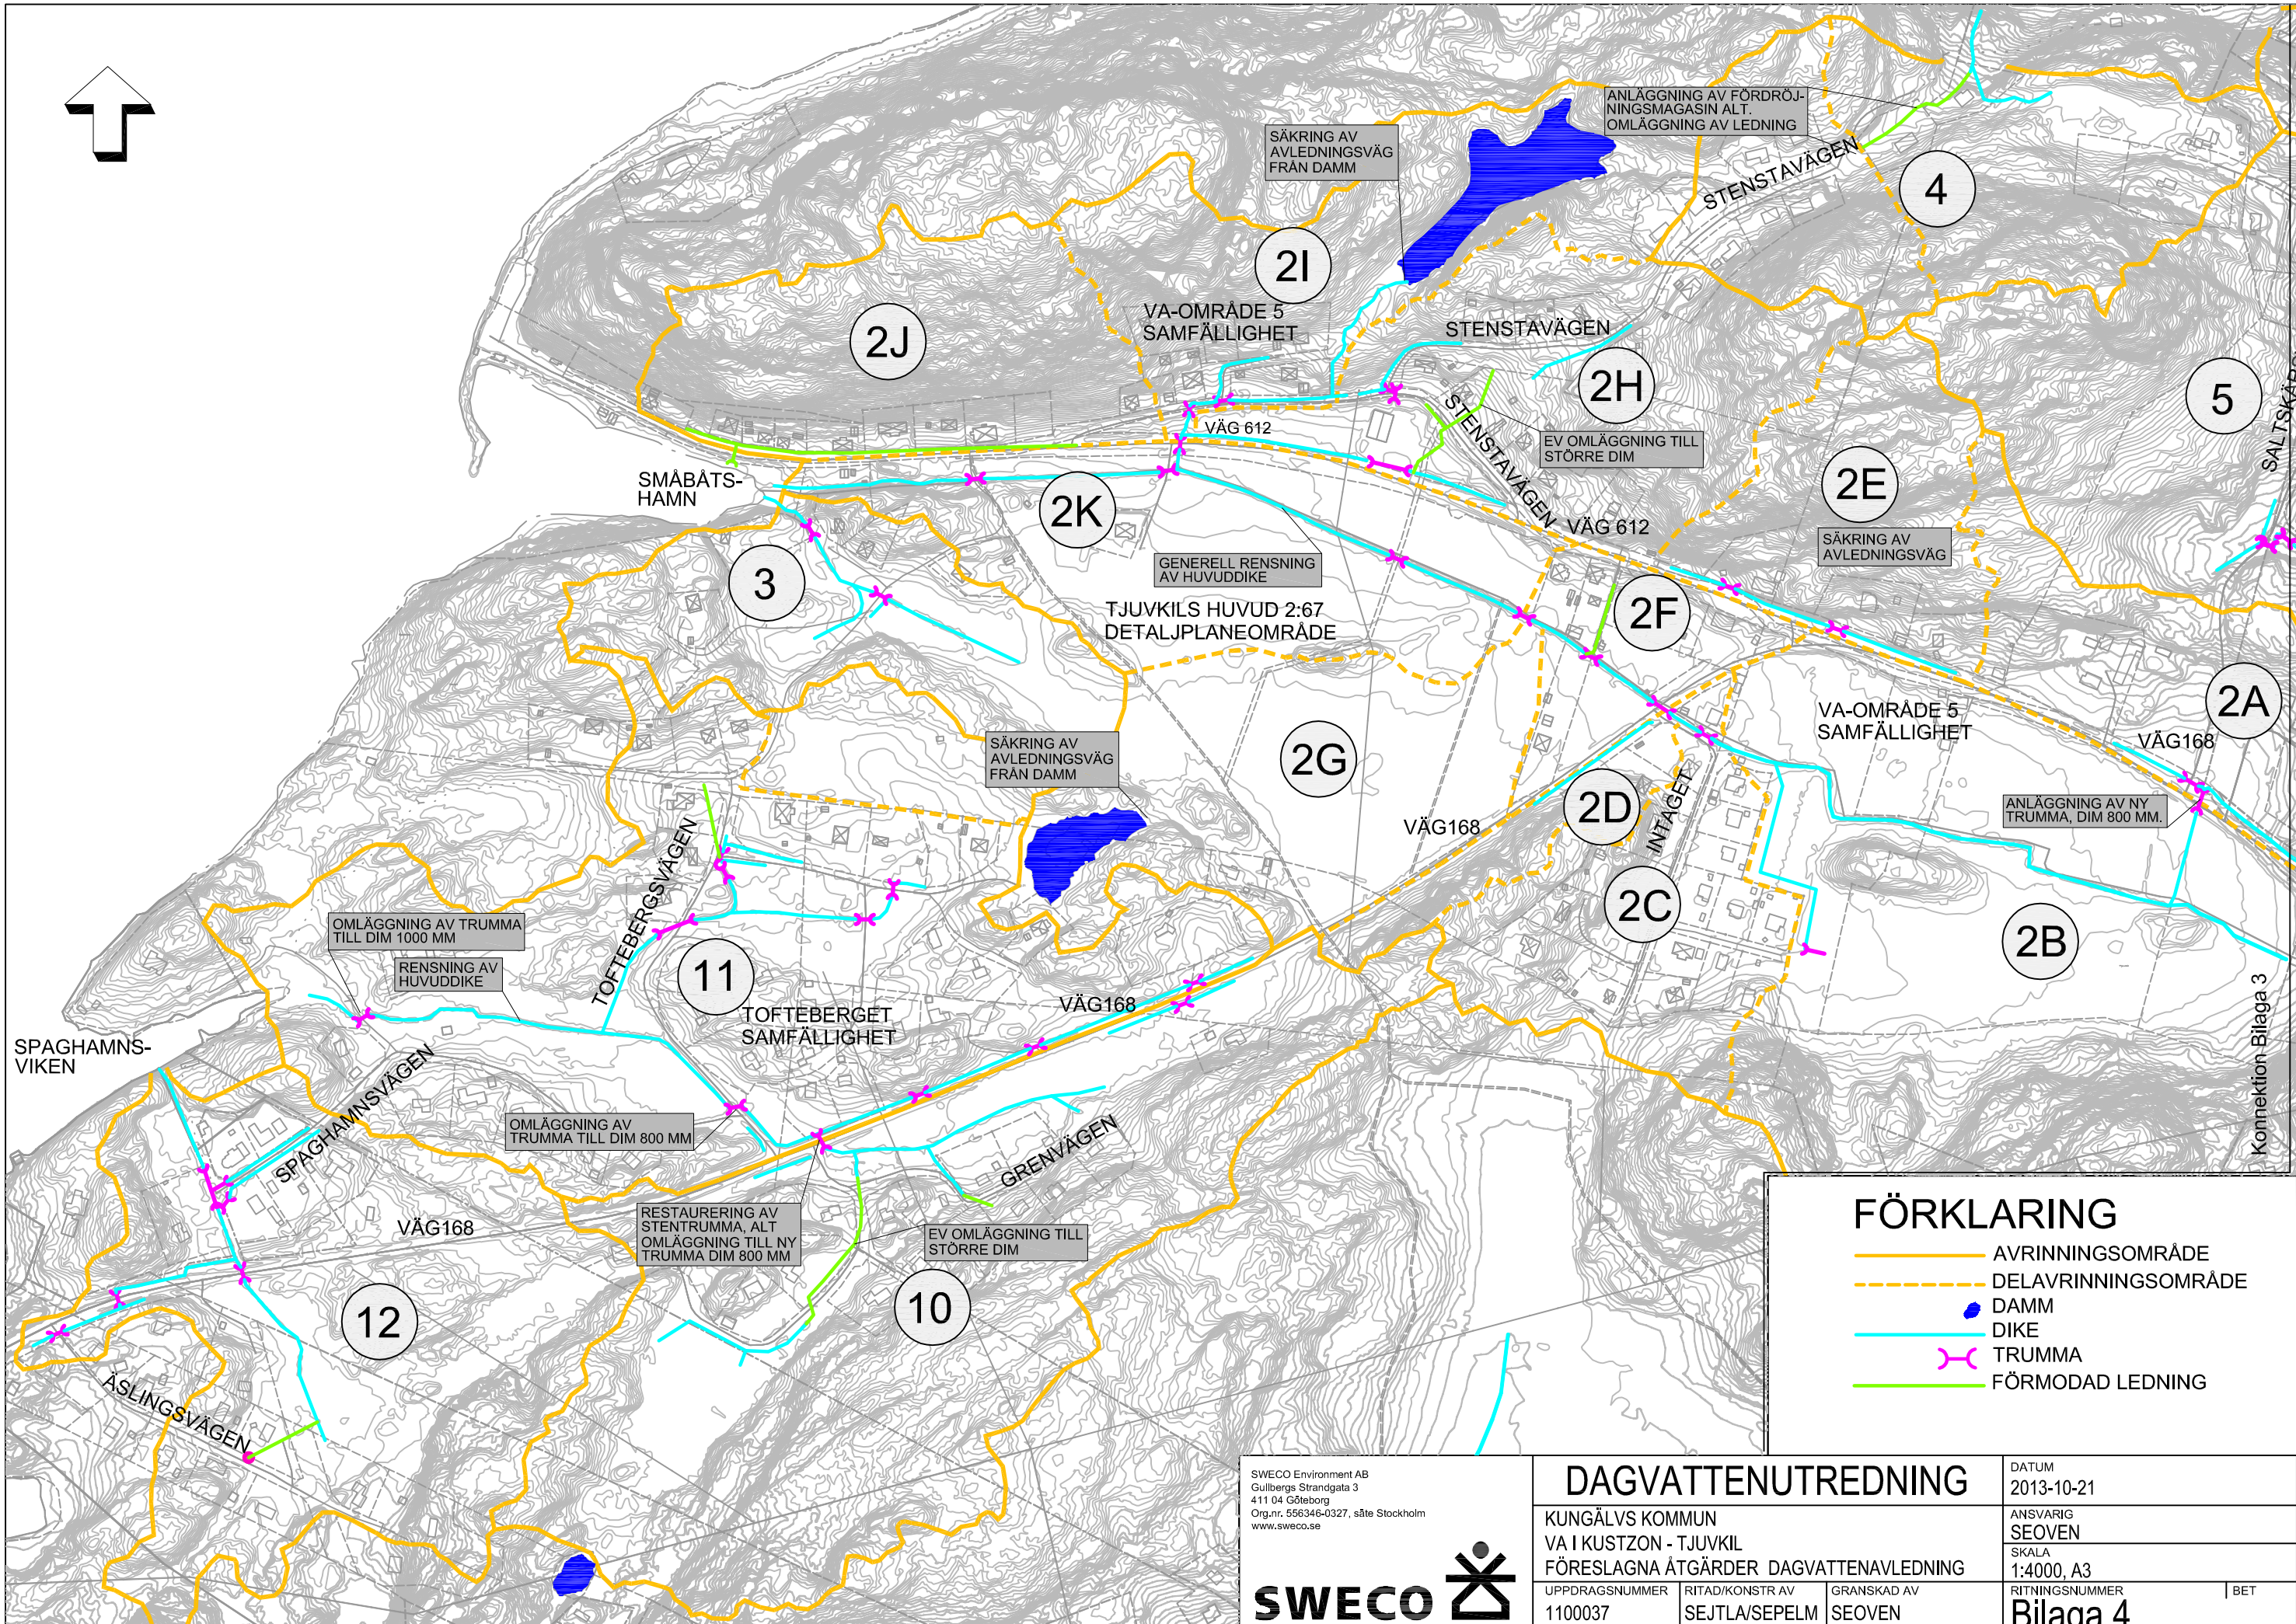 ANLÄGGNING AV FÖRDRÖJ-
NINGSMAGASIN ALT.
OMLÄGGNING AV LEDNING
SÄKRING AV
AVLEDNINGSVÄG
FRÅN DAMM
STENSTAVÄGEN
4
2I
VA-OMRÅDE 5
SAMFÄLLIGHET
STENSTAVÄGEN
2J
2H
5
SALTSKÄR
VÄG 612
STENSTAVÄGEN
EV OMLÄGGNING TILL
STÖRRE DIM
SMÅBÅTS-
HAMN
2K
2E
VÄG 612
SÄKRING AV
AVLEDNINGSVÄG
GENERELL RENSNING
AV HUVUDDIKE
3
TJUVKILS HUVUD 2:67
DETALJPLANEOMRÅDE
2F
2A
VA-OMRÅDE 5
SAMFÄLLIGHET
VÄG168
SÄKRING AV
AVLEDNINGSVÄG
FRÅN DAMM
2G
2D
INTAGET
ANLÄGGNING AV NY
TRUMMA, DIM 800 MM.
VÄG168
TOFTEBERGSVÄGEN
2C
2B
OMLÄGGNING AV TRUMMA
TILL DIM 1000 MM
RENSNING AV
HUVUDDIKE
11
VÄG168
TOFTEBERGET
SAMFÄLLIGHET
Konnektion Bilaga 3
SPAGHAMNS-
VIKEN
SPAGHAMNSVÄGEN
OMLÄGGNING AV
TRUMMA TILL DIM 800 MM
GRENVÄGEN
VÄG168
RESTAURERING AV
STENTRUMMA, ALT
OMLÄGGNING TILL NY
TRUMMA DIM 800 MM
EV OMLÄGGNING TILL
STÖRRE DIM
10
12
ÄSLINGSVÄGEN
FÖRKLARING
AVRINNINGSOMRÅDE
DELAVRINNINGSOMRÅDE
DAMM
DIKE
TRUMMA
FÖRMODAD LEDNING
SWECO Environment AB
Gullbergs Strandgata 3
411 04 Göteborg
Org.nr. 556346-0327, säte Stockholm
www.sweco.se
SWECO
DAGVATTENUTREDNING
KUNGÄLVS KOMMUN
VA I KUSTZON - TJUVKIL
FÖRESLAGNA ÅTGÄRDER DAGVATTENAVLEDNING
UPPDRAGSNUMMER
1100037
RITAD/KONSTR AV
SEJTLA/SEPELM
GRANSKAD AV
SEOVEN
DATUM
2013-10-21
ANSVARIG
SEOVEN
SKALA
1:4000, A3
RITNINGSNUMMER
Bilaga 4
BET